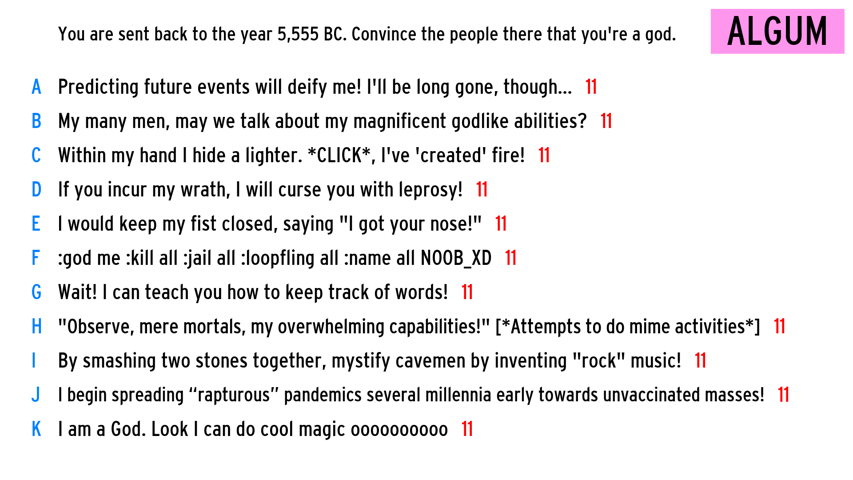 You are sent back to the year 5,555 BC. Convince the people there that you're a god.
ALGUM
A Predicting future events will deify me! I'll be long gone, though... 11
B My many men, may we talk about my magnificent godlike abilities? 11
C Within my hand I hide a lighter. *CLICK*, I've 'created' fire! 11
D If you incur my wrath, I will curse you with leprosy! 11
E I would keep my fist closed, saying "I got your nose!" 11
F :god me :kill all :jail all :loopfling all :name all NOOB_XD 11
G Wait! I can teach you how to keep track of words! 11
H "Observe, mere mortals, my overwhelming capabilities!" [*Attempts to do mime activities*] 11
I By smashing two stones together, mystify cavemen by inventing "rock" music! 11
J I begin spreading “rapturous” pandemics several millennia early towards unvaccinated masses! 11
K I am a God. Look I can do cool magic oooooooooo 11